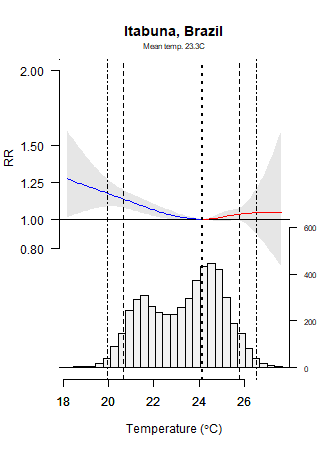 Itabuna, Brazil
Mean temp. 23.3C
2.00
1.50
1.25
1.00
0.80
RR
600
400
200
0
18 20 22 24 26
Temperature (°C)